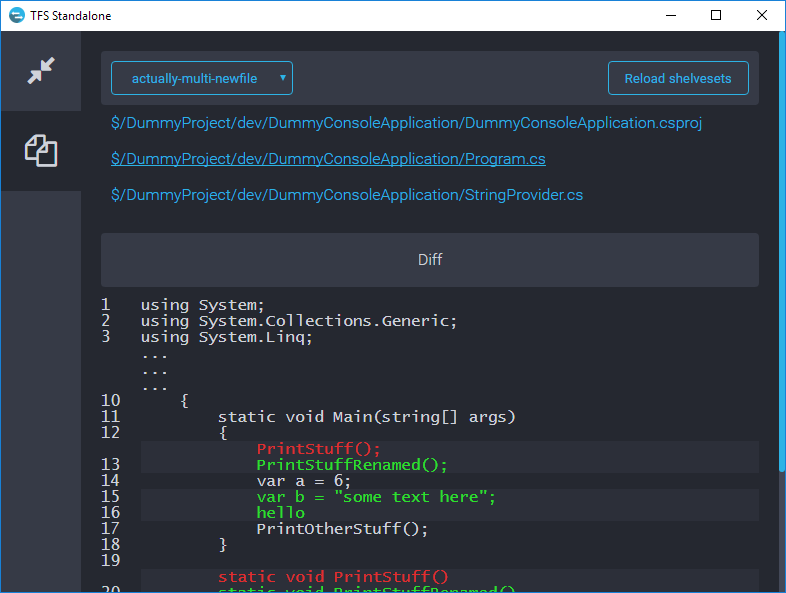 TFS Standalone
actually-multi-newfile
Reload shelvesets
$/DummyProject/dev/DummyConsoleApplication/DummyConsoleApplication.csproj
$/DummyProject/dev/DummyConsoleApplication/Program.cs
$/DummyProject/dev/DummyConsoleApplication/StringProvider.cs
Diff
1 using System;
2 using System.Collections.Generic;
3 using System.Linq;
...
...
...
10 {
11 static void Main(string[] args)
12 {
PrintStuff();
13 PrintStuffRenamed();
14 var a = 6;
15 var b = "some text here";
16 hello
17 PrintOtherStuff();
18 }
19
static void PrintStuff()
20 static void PrintStuffRenamed()